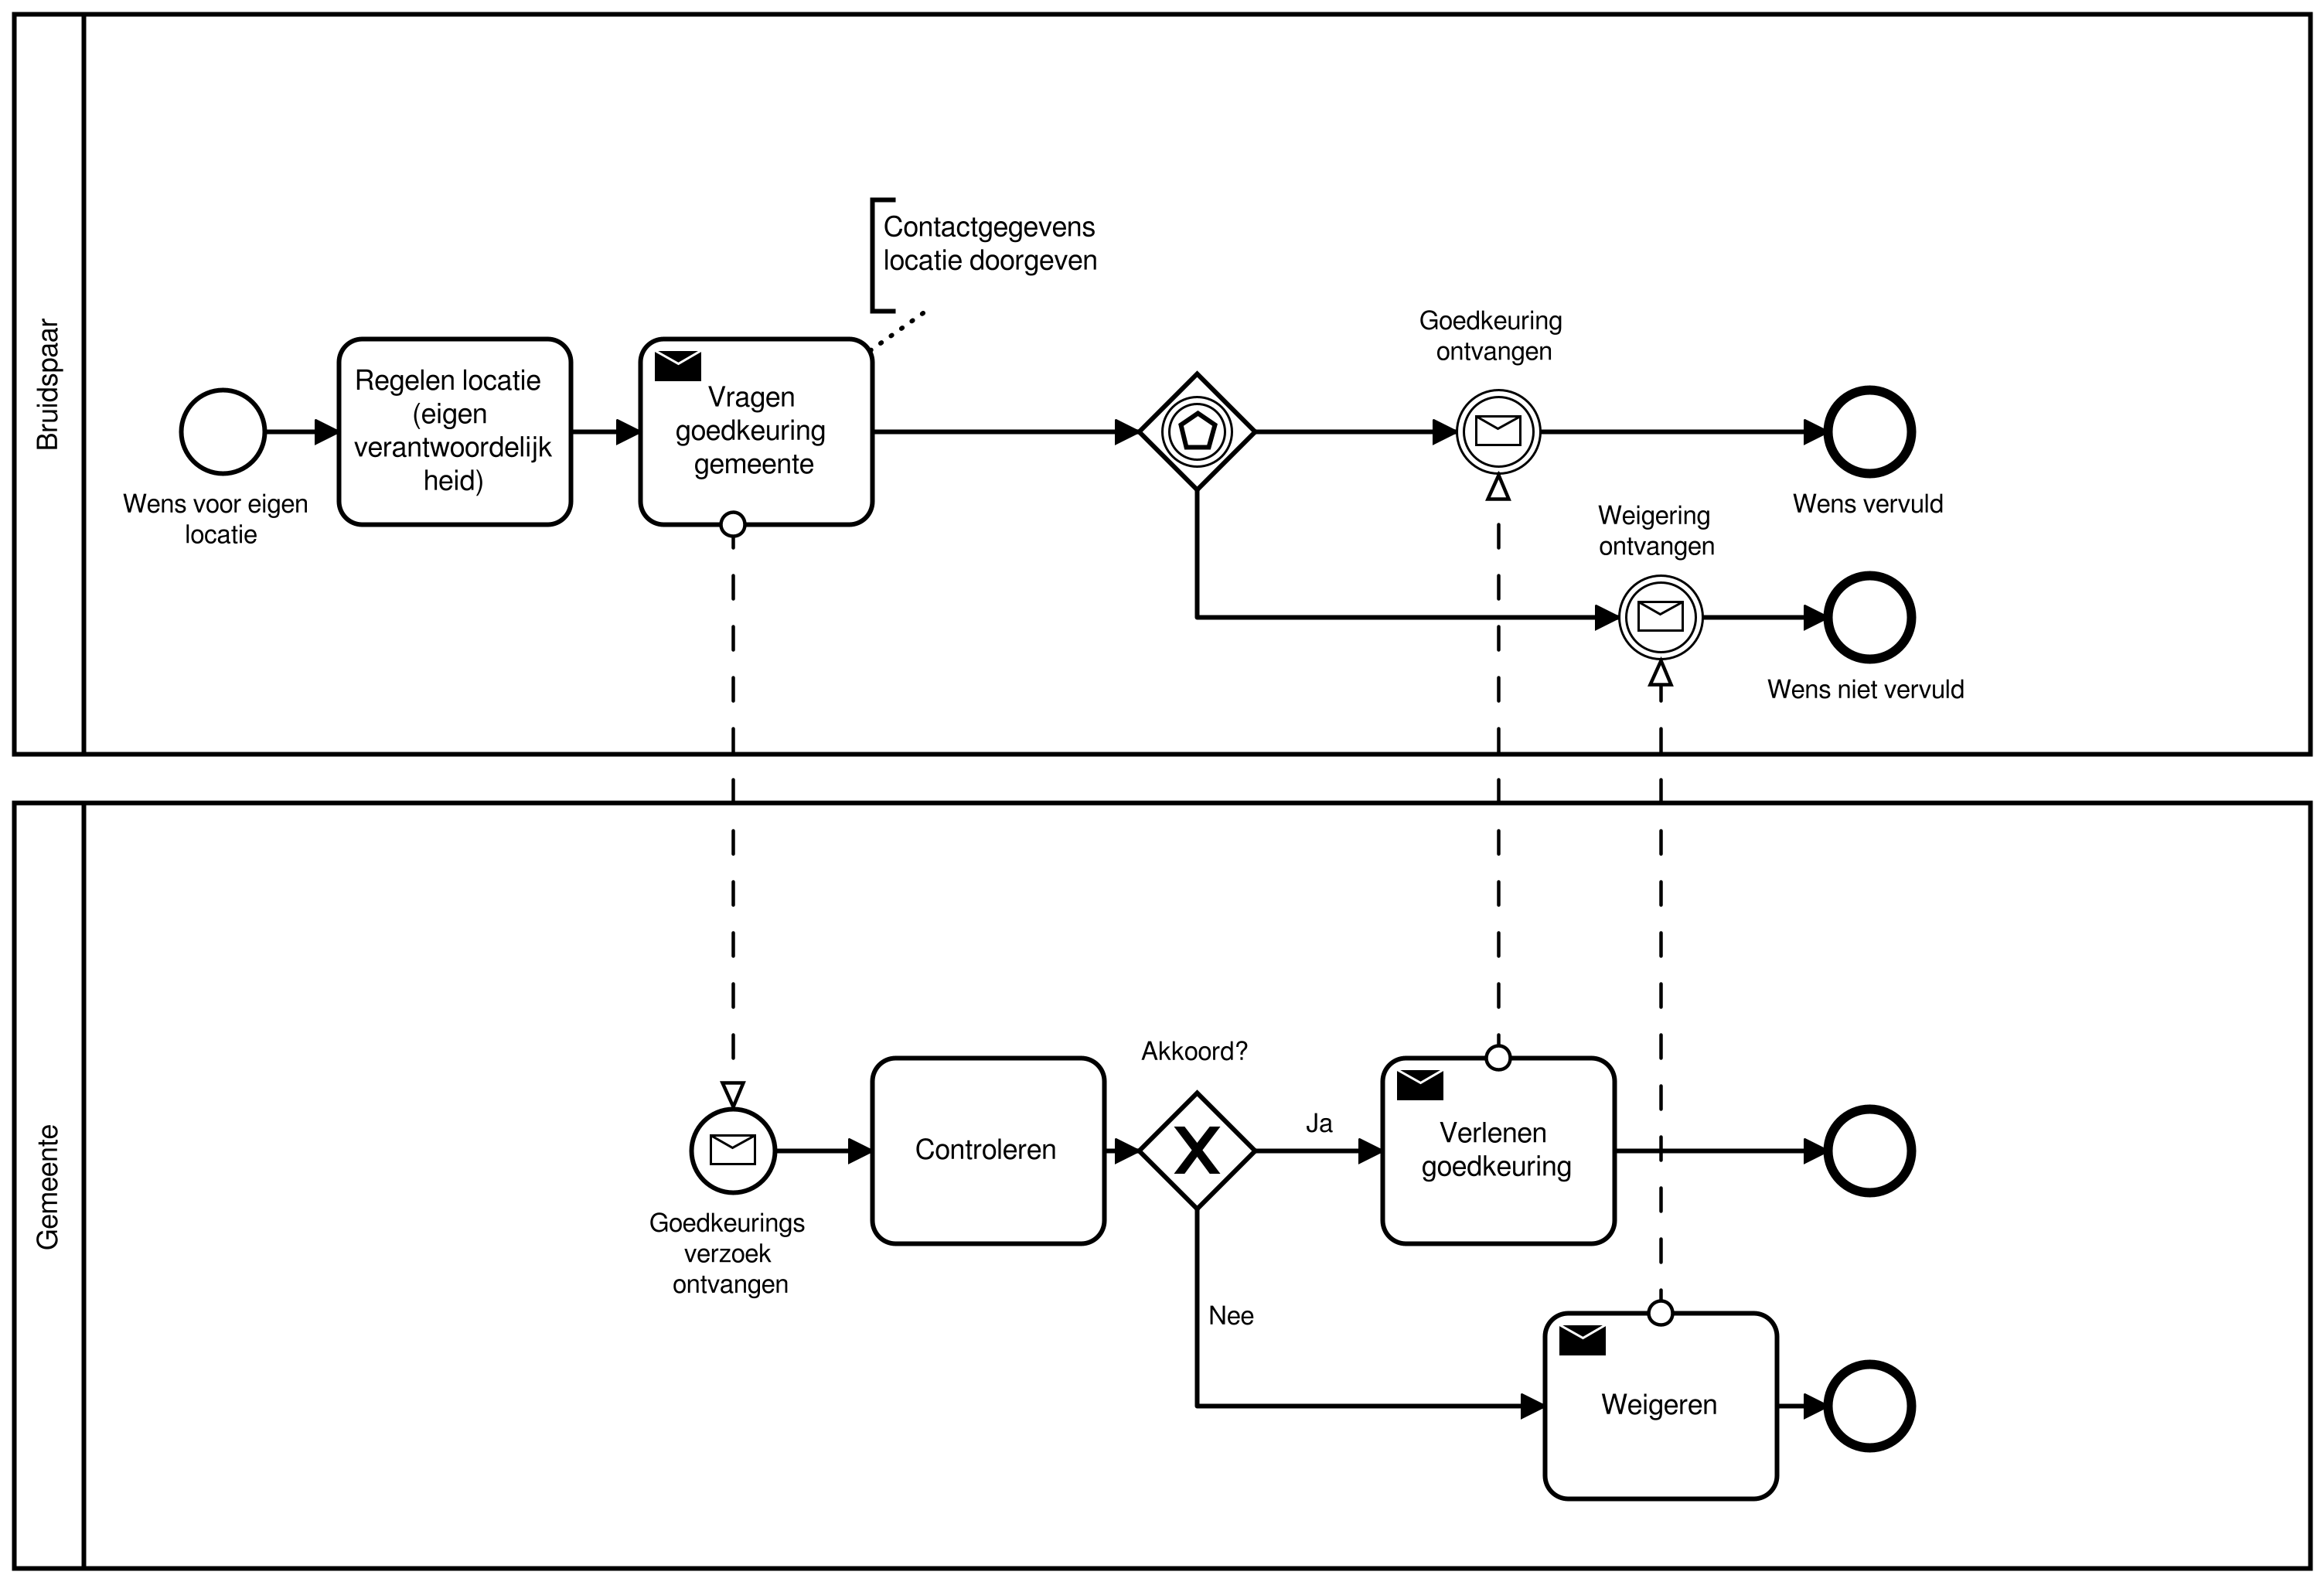 Bruidspaar
Wens voor eigen
locatie
Regelen locatie
(eigen
verantwoordelijk
heid)
Vragen
goedkeuring
gemeente
Contactgegevens
locatie doorgeven
Goedkeuring
ontvangen
Wens vervuld
Weigering
ontvangen
Wens niet vervuld
Gemeente
Goedkeurings
verzoek
ontvangen
Controleren
Akkoord?
Ja
Verlenen
goedkeuring
Nee
Weigeren